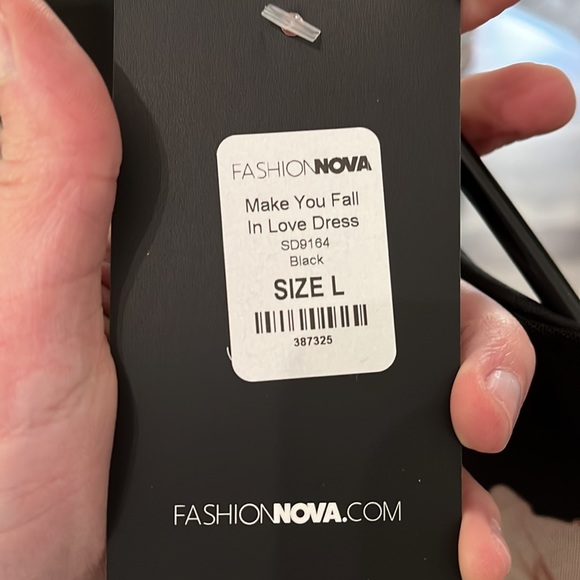 FASHIONNOVA
Make You Fall
In Love Dress
SD9164
Black
SIZE L
387325
FASHIONNOVA.COM